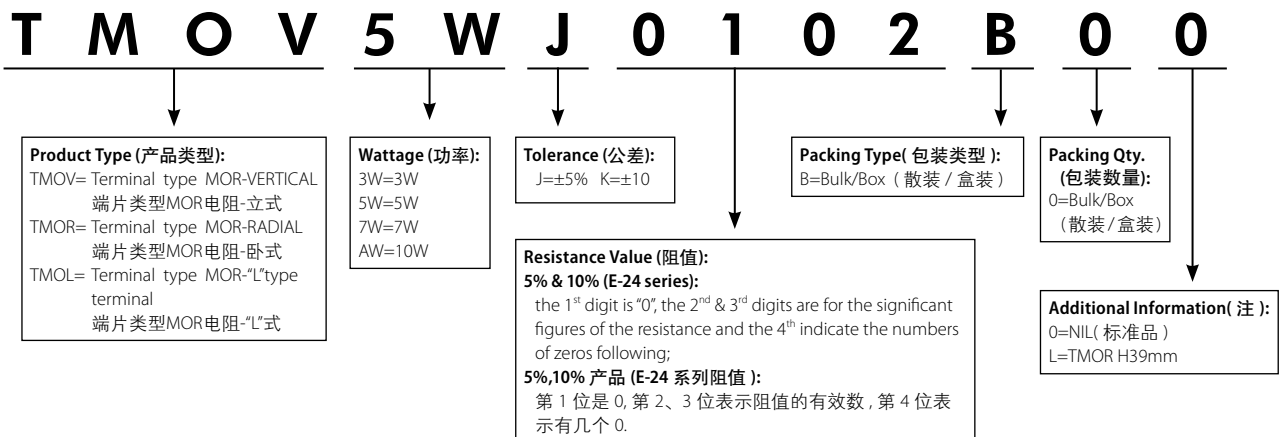 T M O V 5 W J 0 1 0 2 B 0 0
Product Type (产品类型):
TMOV= Terminal type MOR-VERTICAL
端片类型MOR电阻-立式
TMOR= Terminal type MOR-RADIAL
端片类型MOR电阻-卧式
TMOL= Terminal type MOR-“L”type
terminal
端片类型MOR电阻-“L”式
Wattage (功率):
3W=3W
5W=5W
7W=7W
AW=10W
Tolerance (公差):
J=±5% K=±10
Resistance Value (阻值):
5% & 10% (E-24 series):
the 1st digit is “0”, the 2nd & 3rd digits are for the significant
figures of the resistance and the 4th indicate the numbers
of zeros following;
5%,10% 产品 (E-24 系列阻值 ):
第 1 位是 0, 第 2、3 位表示阻值的有效数 , 第 4 位表
示有几个 0.
Packing Type( 包装类型 ):
B=Bulk/Box ( 散装 / 盒装 )
Packing Qty.
(包装数量):
0=Bulk/Box
(散装/盒装)
Additional Information( 注 ):
0=NIL( 标准品 )
L=TMOR H39mm